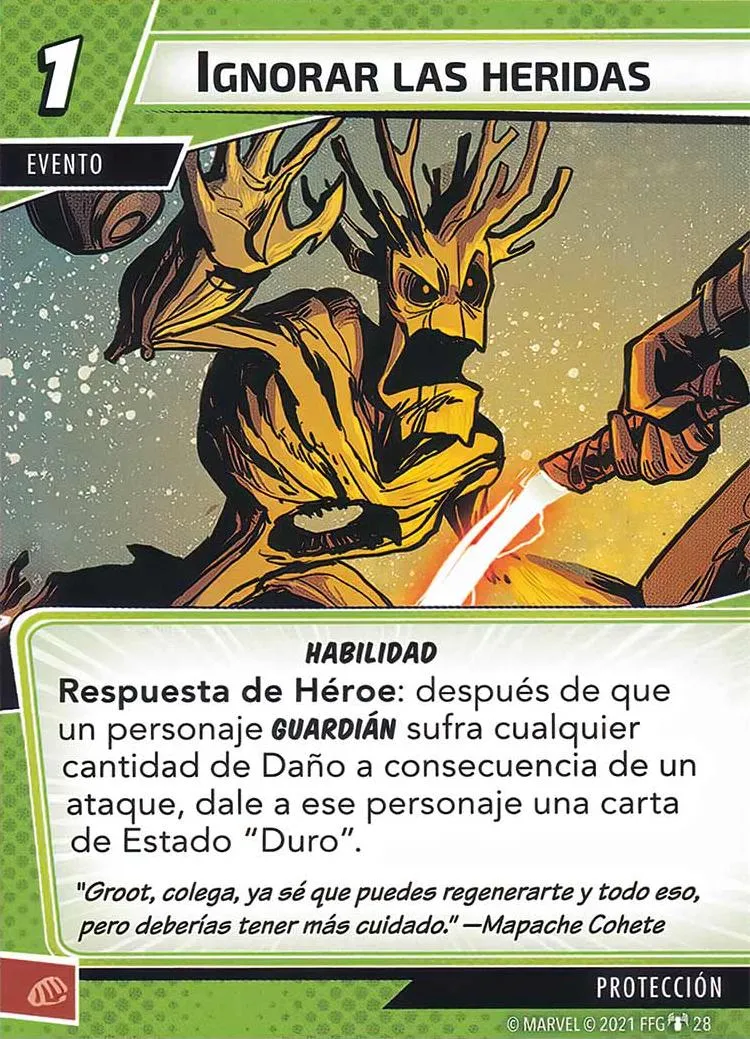 1
IGNORAR LAS HERIDAS
EVENTO
HABILIDAD
Respuesta de Héroe: después de que
un personaje GUARDIÁN sufra cualquier
cantidad de Daño a consecuencia de un
ataque, dale a ese personaje una carta
de Estado “Duro”.
"Groot, colega, ya sé que puedes regenerarte y todo eso,
pero deberías tener más cuidado." —Mapache Cohete
PROTECCIÓN
© MARVEL © 2021 FFG 28